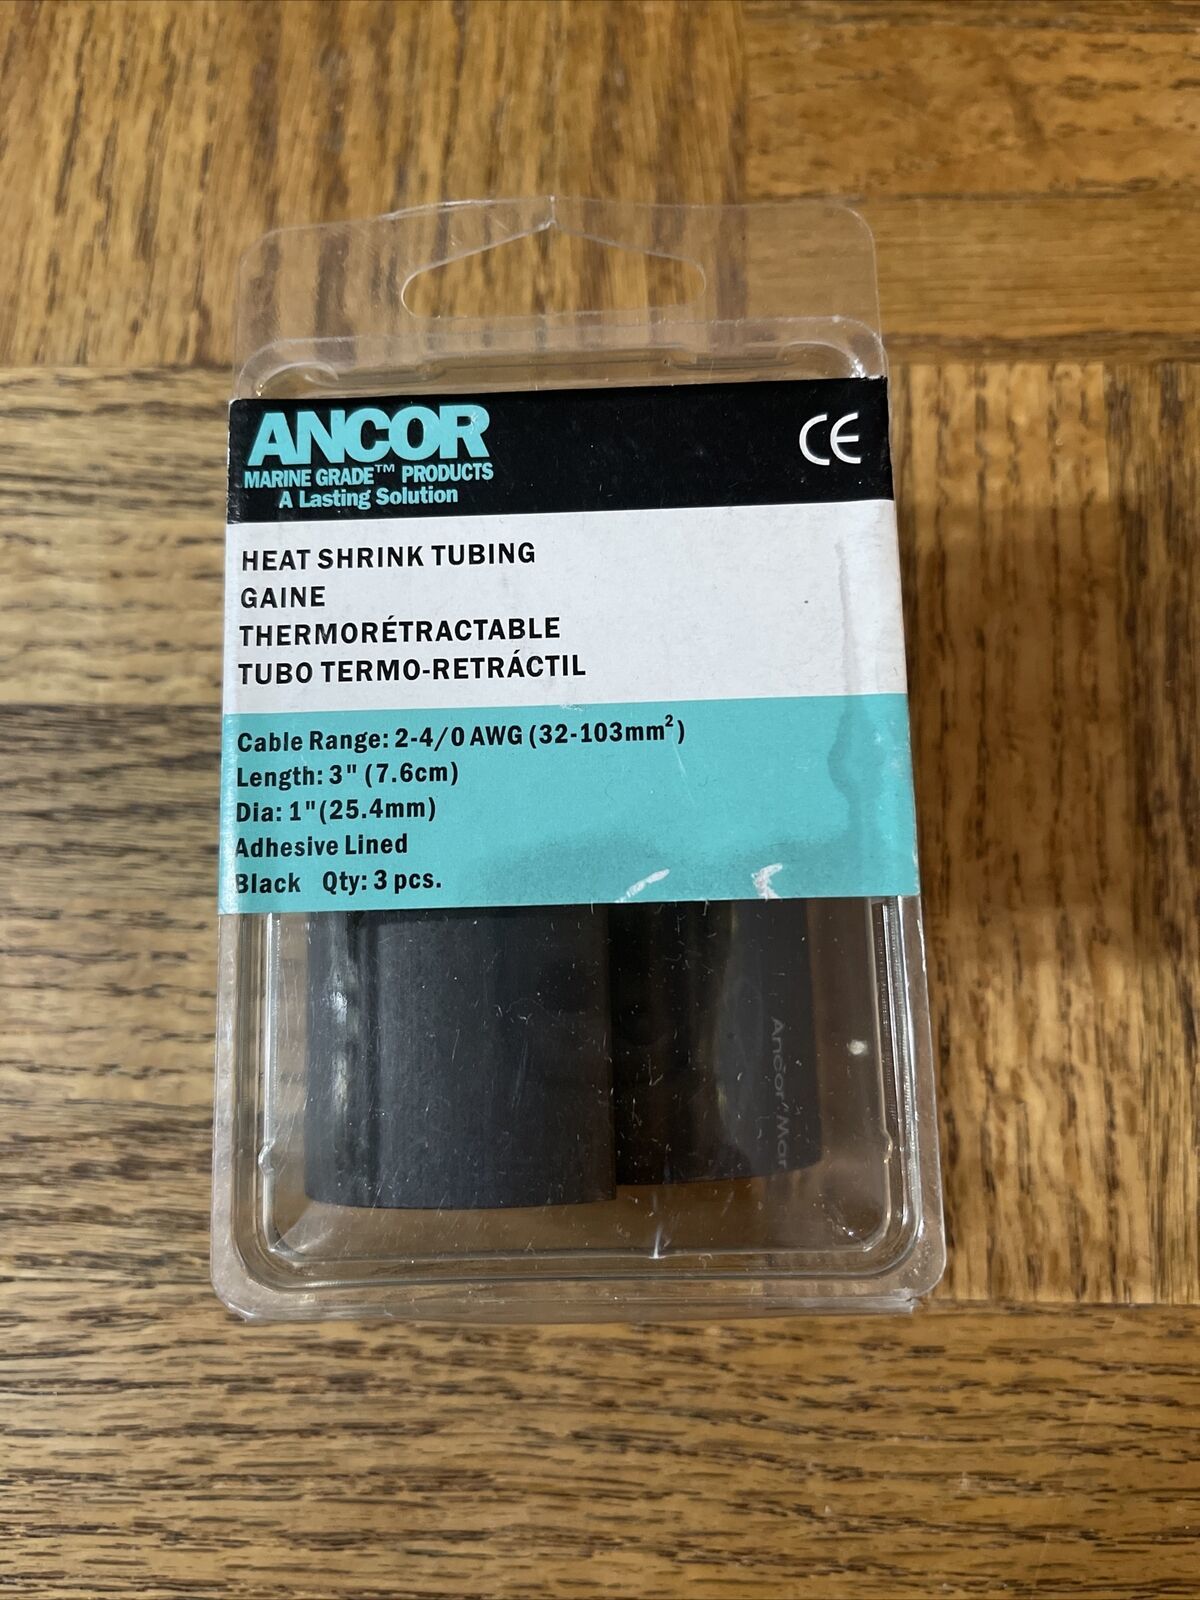 ANCOR
MARINE GRADE™ PRODUCTS
A Lasting Solution
CE
HEAT SHRINK TUBING
GAINE
THERMORÉTRACTABLE
TUBO TERMO-RETRÁCTIL
Cable Range: 2-4/0 AWG (32-103mm²)
Length: 3" (7.6cm)
Dia: 1" (25.4mm)
Adhesive Lined
Black Qty: 3 pcs.
Ancor/Mar